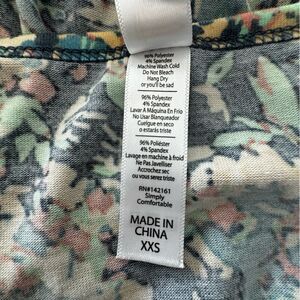 96% Polyester
4% Spandex
Machine Wash Cold
Do Not Bleach
Hang Dry
or you'll be sad
96% Polyester
4% Spandex
Lavar A Máquina En Frio
No Usar Blanqueador
Cuelgue en seco
o estarás triste
96% Poliéster
4% Spandex
Lavage en machine à froid
Ne Pas Javelliser
Accrochez sec
ou vous serez triste
RN#142161
Simply
Comfortable
MADE IN
CHINA
XXS